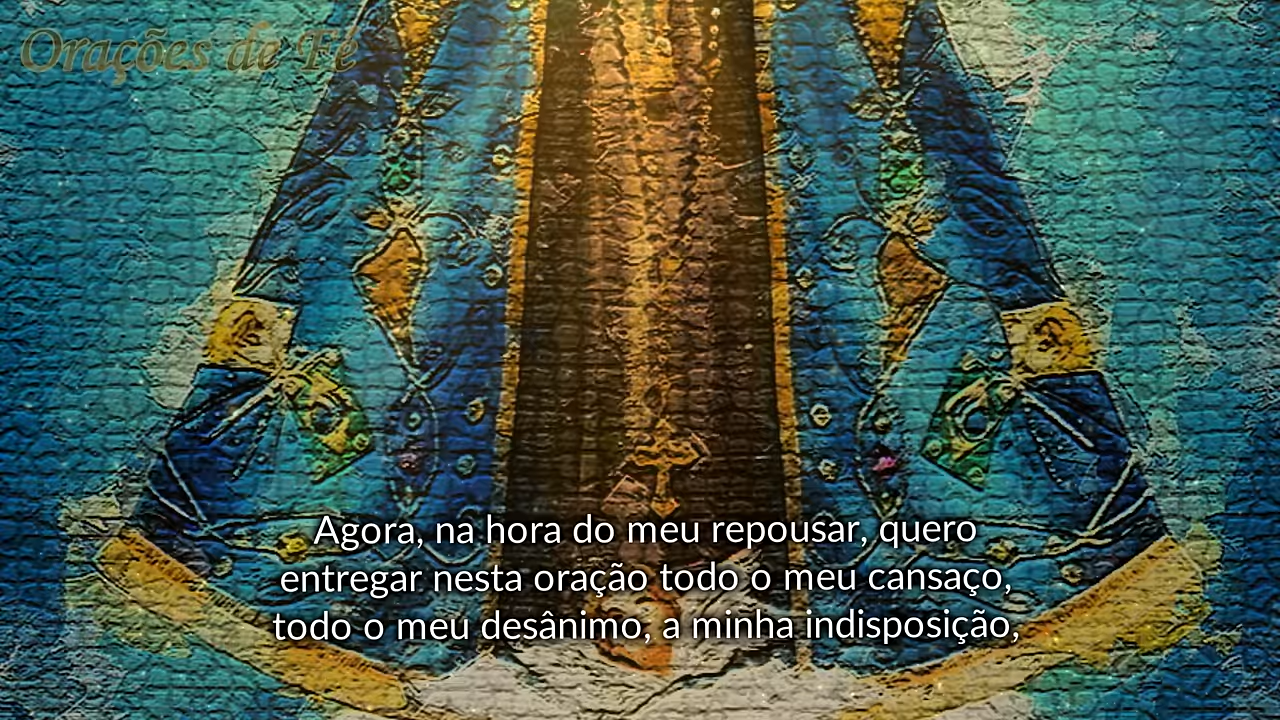 Orações de Fé
Agora, na hora do meu repousar, quero
entregar nesta oração todo o meu cansaço,
todo o meu desânimo, a minha indisposição,